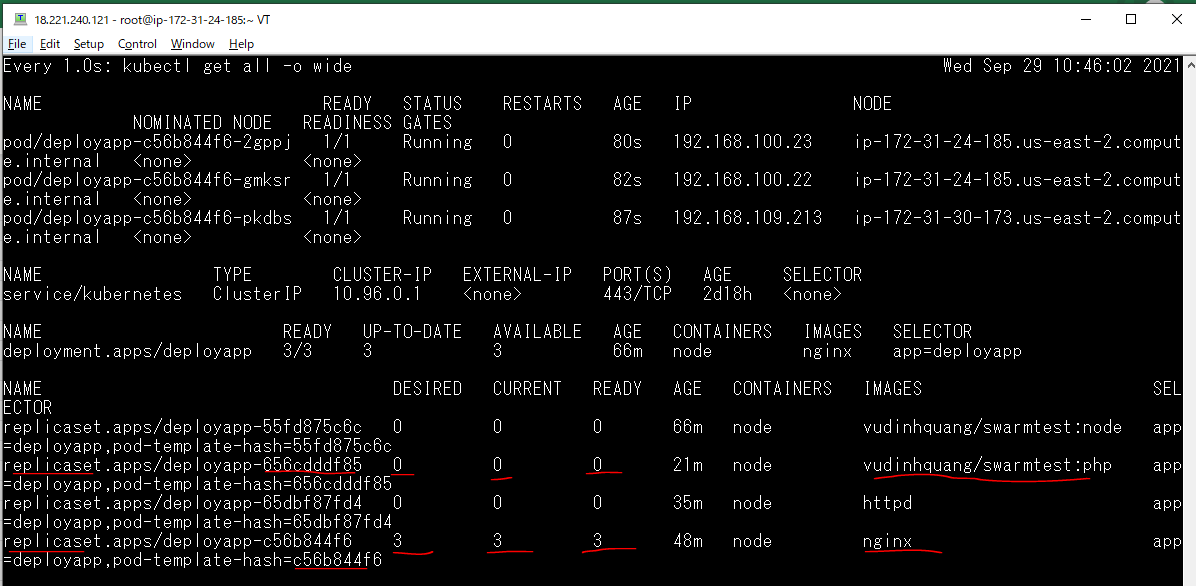 18.221.240.121 - root@ip-172-31-24-185:~ VT
File Edit Setup Control Window Help
Every 1.0s: kubectl get all -o wide Wed Sep 29 10:46:02 2021
NAME READY STATUS RESTARTS AGE IP NODE
NOMINATED NODE READINESS GATES
pod/deployapp-c56b844f6-2gppj 1/1 Running 0 80s 192.168.100.23 ip-172-31-24-185.us-east-2.comput
e.internal <none> <none>
pod/deployapp-c56b844f6-gmksr 1/1 Running 0 82s 192.168.100.22 ip-172-31-24-185.us-east-2.comput
e.internal <none> <none>
pod/deployapp-c56b844f6-pkdbs 1/1 Running 0 87s 192.168.109.213 ip-172-31-30-173.us-east-2.comput
e.internal <none> <none>
NAME TYPE CLUSTER-IP EXTERNAL-IP PORT(S) AGE SELECTOR
service/kubernetes ClusterIP 10.96.0.1 <none> 443/TCP 2d18h <none>
NAME READY UP-TO-DATE AVAILABLE AGE CONTAINERS IMAGES SELECTOR
deployment.apps/deployapp 3/3 3 3 66m node nginx app=deployapp
NAME DESIRED CURRENT READY AGE CONTAINERS IMAGES SEL
ECTOR
replicaset.apps/deployapp-55fd875c6c 0 0 0 66m node vudinhquang/swarmtest:node app
=deployapp,pod-template-hash=55fd875c6c
replicaset.apps/deployapp-656cdddf85 0 0 0 21m node vudinhquang/swarmtest:php app
=deployapp,pod-template-hash=656cdddf85
replicaset.apps/deployapp-65dbf87fd4 0 0 0 35m node httpd app
=deployapp,pod-template-hash=65dbf87fd4
replicaset.apps/deployapp-c56b844f6 3 3 3 48m node nginx app
=deployapp,pod-template-hash=c56b844f6